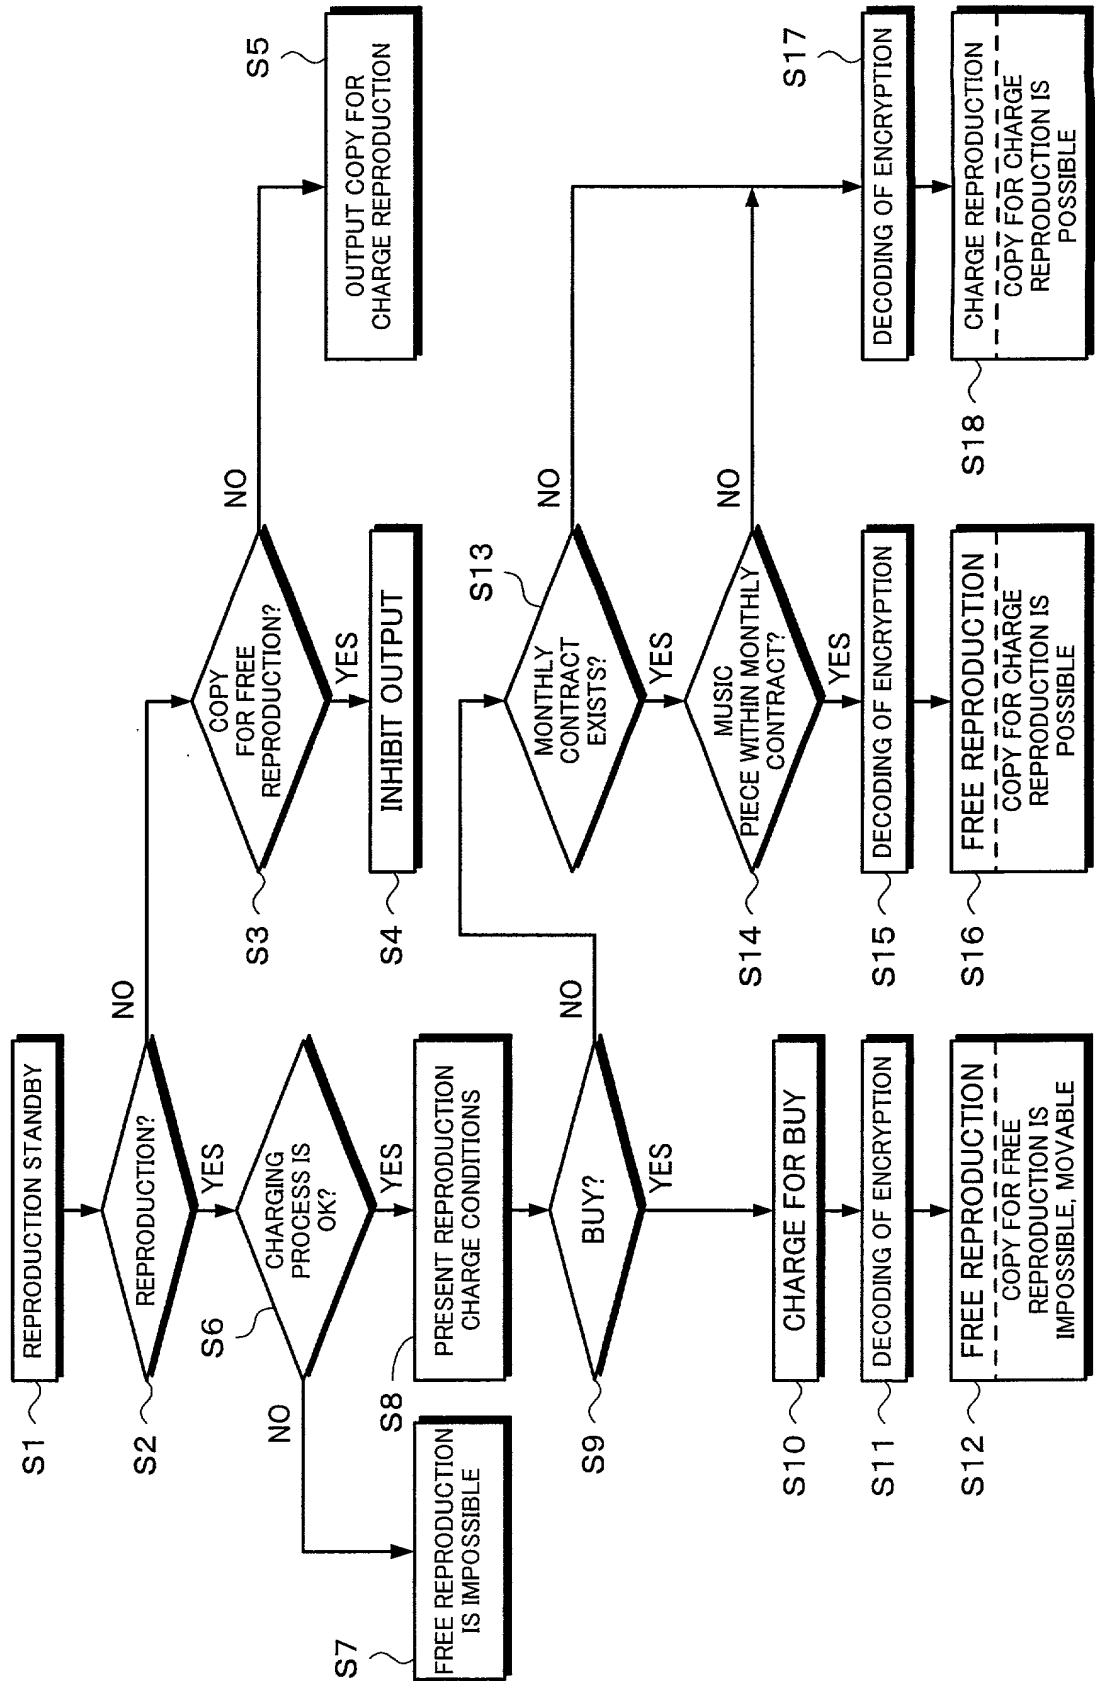 S1
REPRODUCTION STANDBY
S2
REPRODUCTION?
NO
YES
S3
COPY
FOR FREE
REPRODUCTION?
NO
YES
S4
INHIBIT OUTPUT
S5
OUTPUT COPY FOR
CHARGE REPRODUCTION
S6
CHARGING
PROCESS IS
OK?
NO
YES
S7
FREE REPRODUCTION
IS IMPOSSIBLE
S8
PRESENT REPRODUCTION
CHARGE CONDITIONS
S9
BUY?
NO
YES
S10
CHARGE FOR BUY
S11
DECODING OF ENCRYPTION
S12
FREE REPRODUCTION
COPY FOR FREE
REPRODUCTION IS
IMPOSSIBLE, MOVABLE
S13
MONTHLY
CONTRACT
EXISTS?
NO
YES
S14
MUSIC
PIECE WITHIN MONTHLY
CONTRACT?
NO
YES
S15
DECODING OF ENCRYPTION
S16
FREE REPRODUCTION
COPY FOR CHARGE
REPRODUCTION IS
POSSIBLE
S17
DECODING OF ENCRYPTION
S18
CHARGE REPRODUCTION
COPY FOR CHARGE
REPRODUCTION IS
POSSIBLE